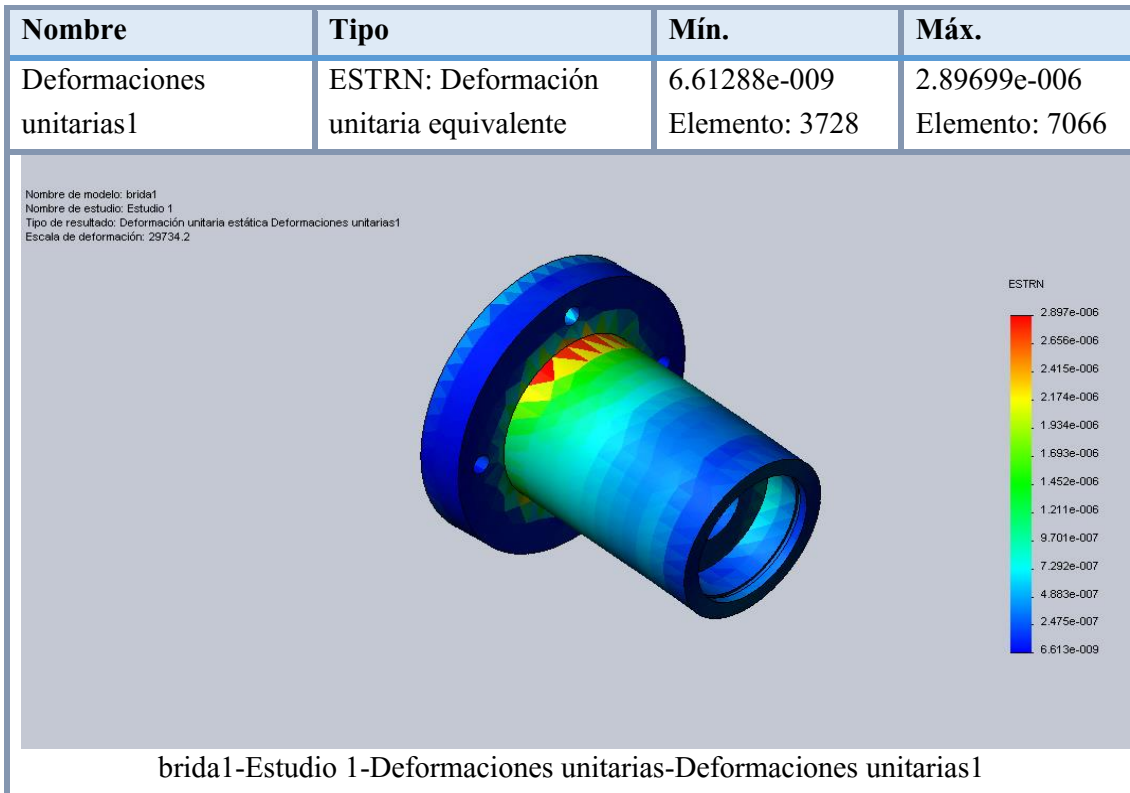 Nombre Tipo Mín. Máx.
Deformaciones ESTRN: Deformación 6.61288e-009 2.89699e-006
unitarias1 unitaria equivalente Elemento: 3728 Elemento: 7066
Nombre de modelo: brida1
Nombre de estudio: Estudio 1
Tipo de resultado: Deformación unitaria estática Deformaciones unitarias1
Escala de deformación: 29734.2
ESTRN
2.897e-006
2.656e-006
2.415e-006
2.174e-006
1.934e-006
1.693e-006
1.452e-006
1.211e-006
9.701e-007
7.292e-007
4.883e-007
2.475e-007
6.613e-009
brida1-Estudio 1-Deformaciones unitarias-Deformaciones unitarias1